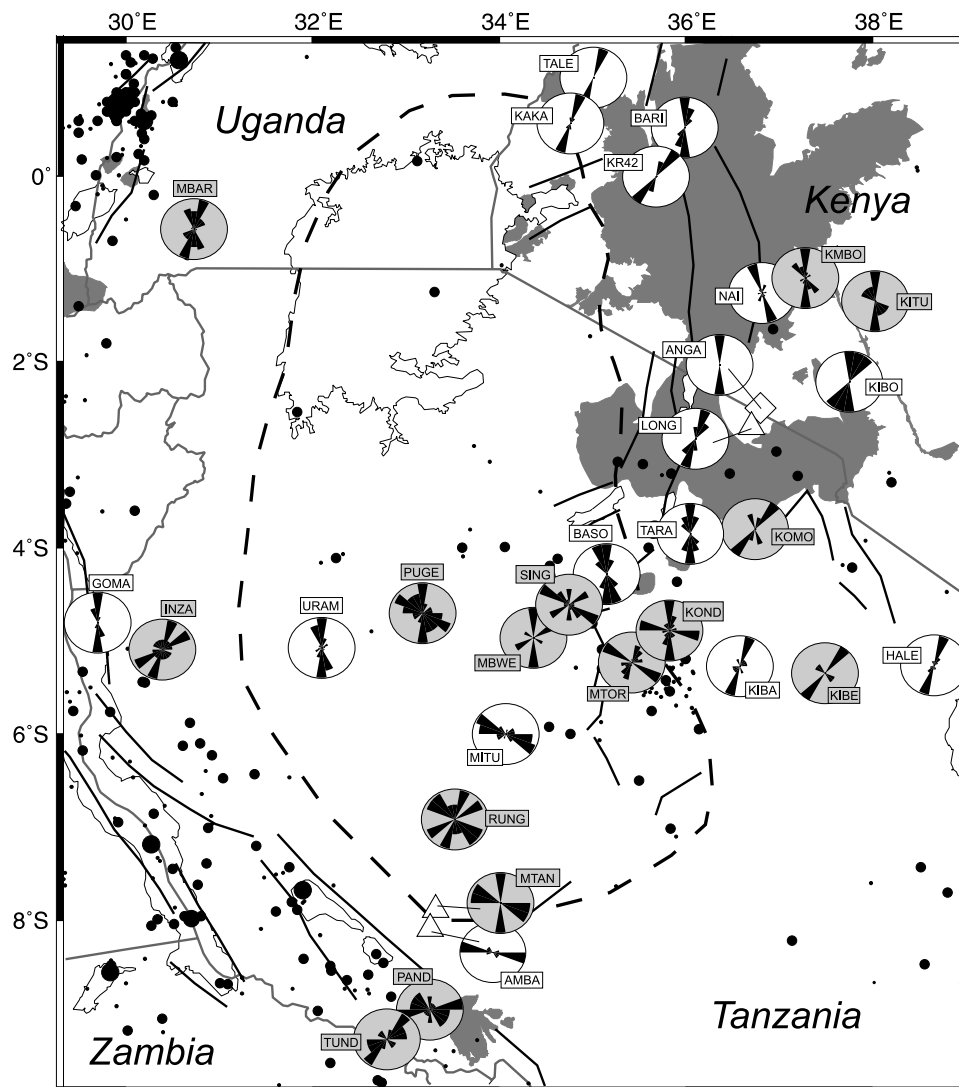 30˚E 32˚E 34˚E 36˚E 38˚E
TALE
KAKA
BARI
Uganda
KR42
0˚
MBAR
Kenya
KMBO
NAI
KITU
ANGA
2˚S
KIBO
LONG
BASO
TARA
KOMO
4˚S
GOMA
INZA
URAM
PUGE
SING
KOND
MBWE
MTOR
KIBA
KIBE
HALE
6˚S
MITU
RUNG
MTAN
8˚S
AMBA
PAND
TUND
Zambia
Tanzania